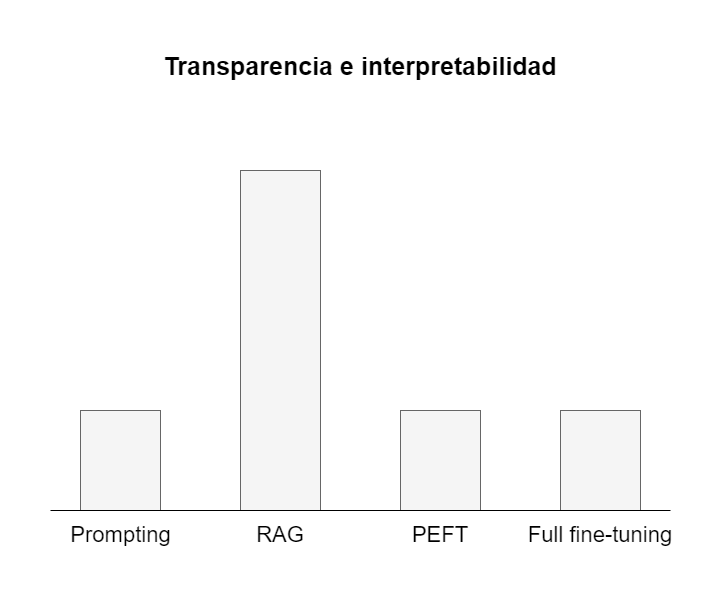 Transparencia e interpretabilidad
Prompting RAG PEFT Full fine-tuning